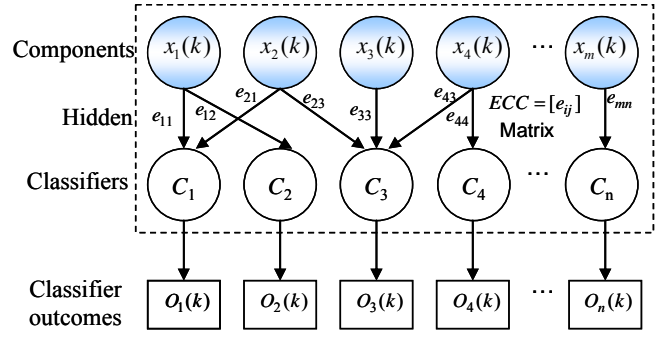 Components x₁(k) x₂(k) x₃(k) x₄(k) ... xₘ(k)
Hidden e₁₁ e₁₂ e₂₁ e₂₃ e₃₃ e₄₃ e₄₄ ECC = [eᵢⱼ] eₘₙ
Matrix
Classifiers C₁ C₂ C₃ C₄ ... Cₙ
Classifier
outcomes O₁(k) O₂(k) O₃(k) O₄(k) ... Oₙ(k)